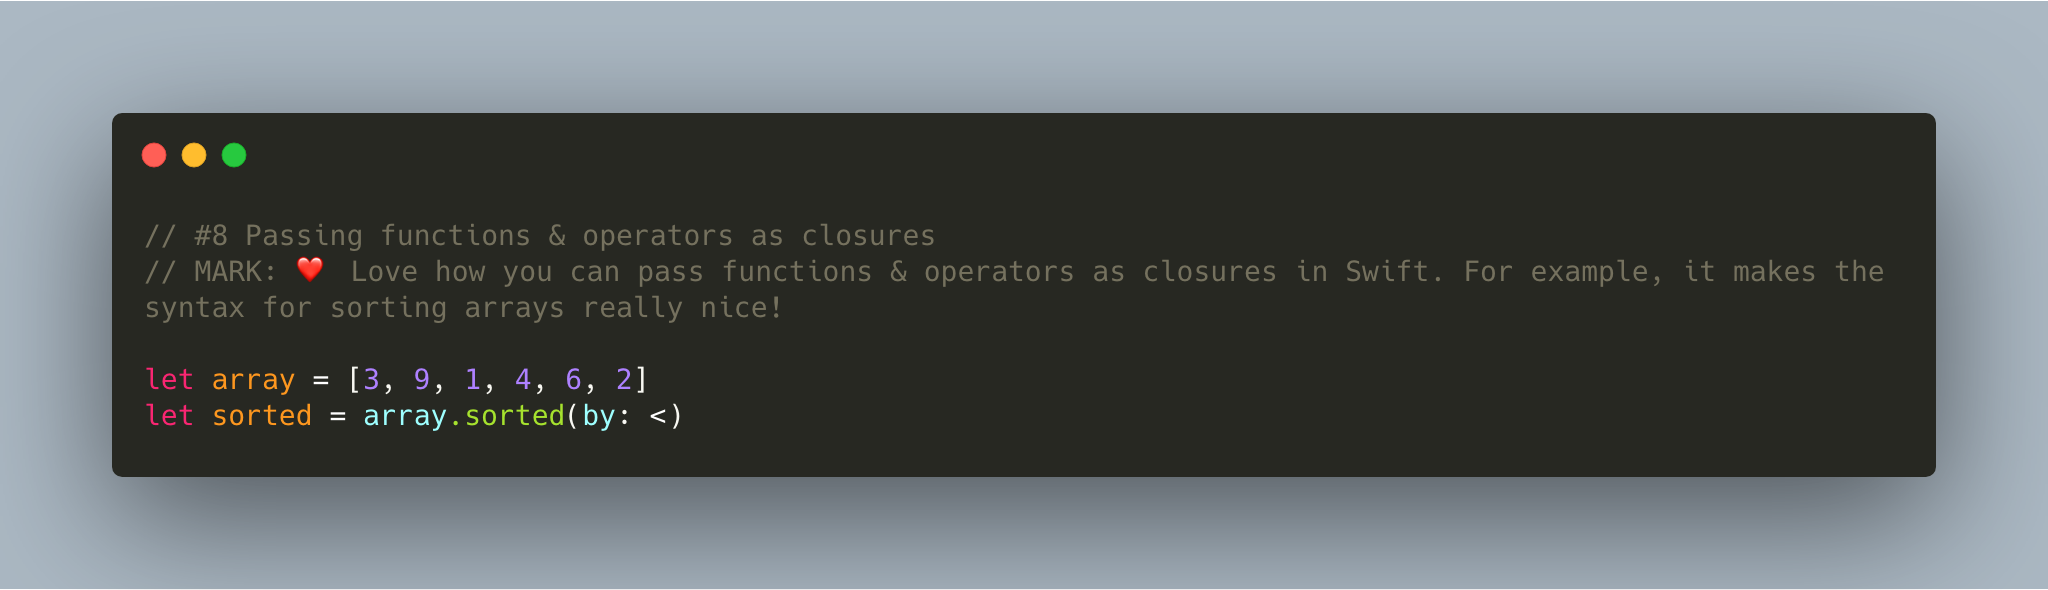 // #8 Passing functions & operators as closures
// MARK: ❤️ Love how you can pass functions & operators as closures in Swift. For example, it makes the
syntax for sorting arrays really nice!
let array = [3, 9, 1, 4, 6, 2]
let sorted = array.sorted(by: <)